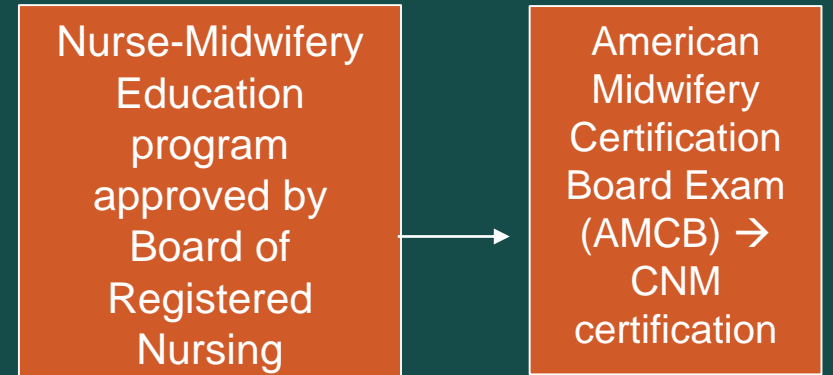 Nurse-Midwifery
Education
program
approved by
Board of
Registered
Nursing
American
Midwifery
Certification
Board Exam
(AMCB) →
CNM
certification